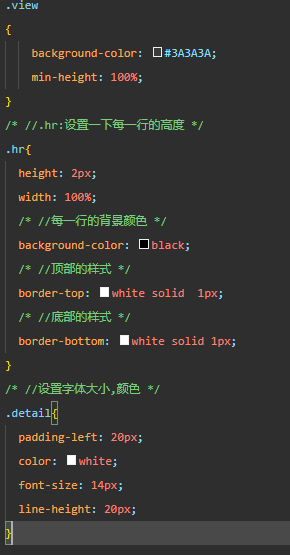 .view
{
background-color: #3A3A3A;
min-height: 100%;
}
/* //.hr:设置一下每一行的高度 */
.hr{
height: 2px;
width: 100%;
/* //每一行的背景颜色 */
background-color: black;
/* //顶部的样式 */
border-top: white solid  1px;
/* //底部的样式 */
border-bottom: white solid 1px;
}
/* //设置字体大小,颜色 */
.detail{
padding-left: 20px;
color: white;
font-size: 14px;
line-height: 20px;
}